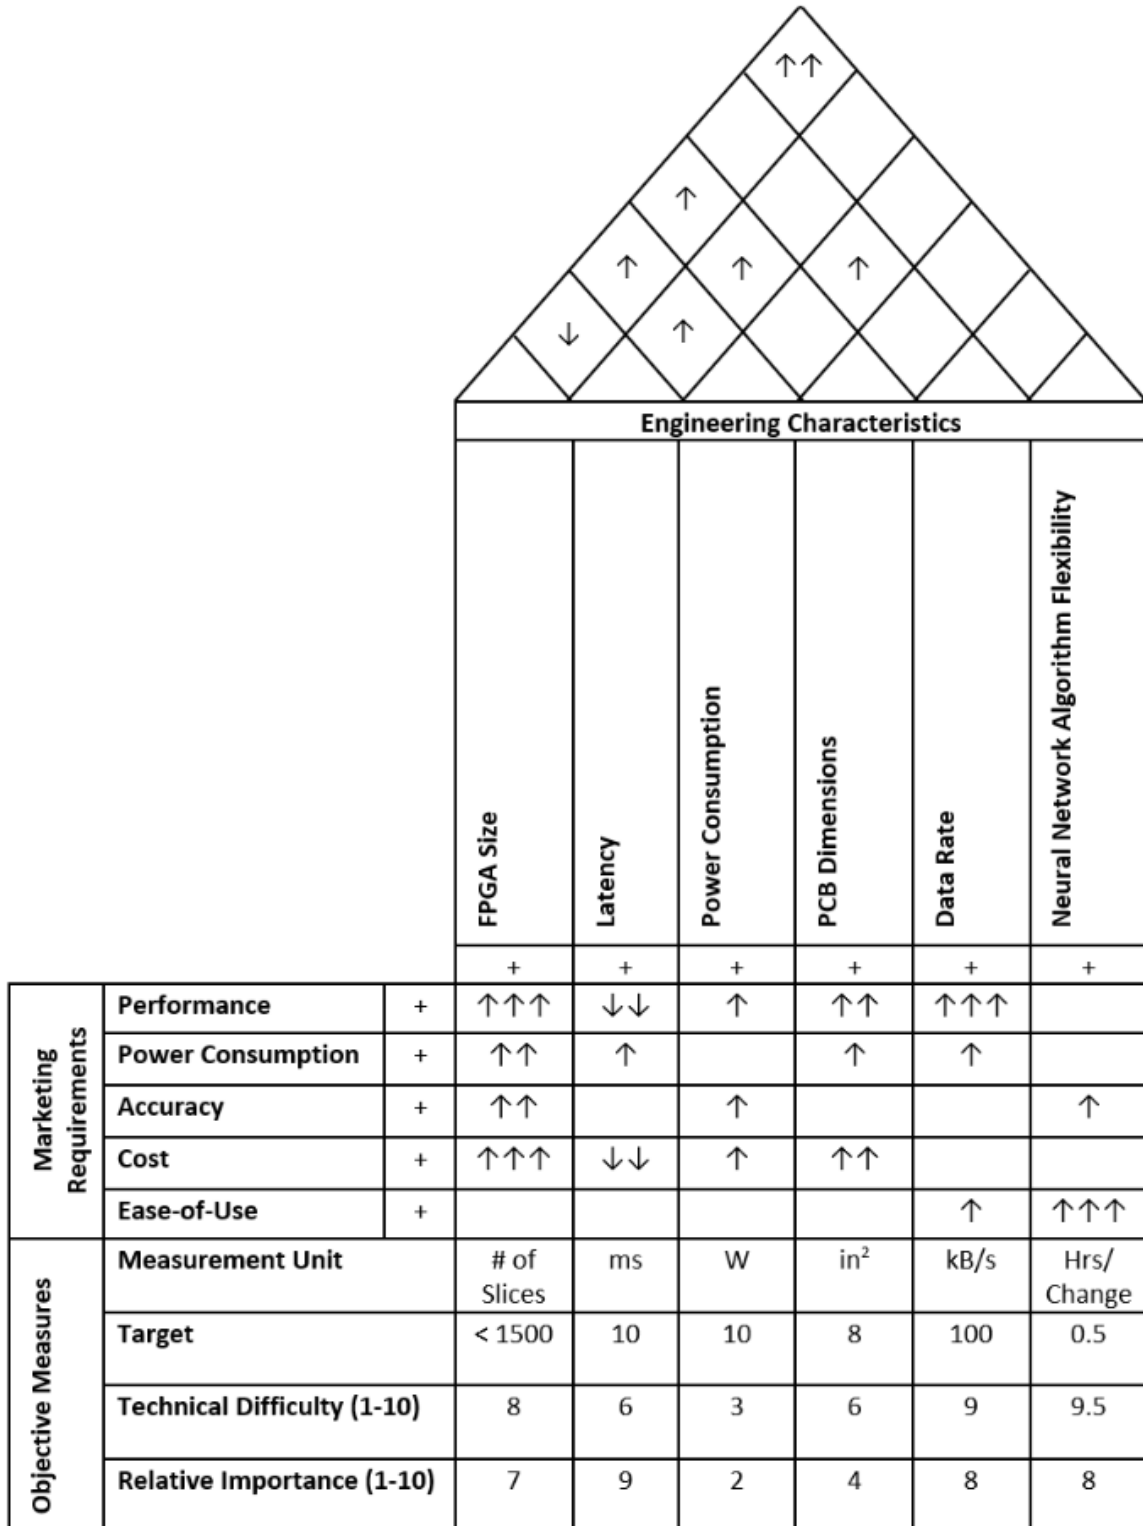 ↑↑
↑
↑ ↑ ↑
↓ ↑
Engineering Characteristics
FPGA Size
Latency
Power Consumption
PCB Dimensions
Data Rate
Neural Network Algorithm Flexibility
+ + + + + +
Marketing
Requirements
Performance + ↑↑↑ ↓↓ ↑ ↑↑ ↑↑↑
Power Consumption + ↑↑ ↑ ↑ ↑
Accuracy + ↑↑ ↑ ↑
Cost + ↑↑↑ ↓↓ ↑ ↑↑
Ease-of-Use + ↑ ↑↑↑
Objective Measures
Measurement Unit # of ms W in² kB/s Hrs/
Slices Change
Target < 1500 10 10 8 100 0.5
Technical Difficulty (1-10) 8 6 3 6 9 9.5
Relative Importance (1-10) 7 9 2 4 8 8